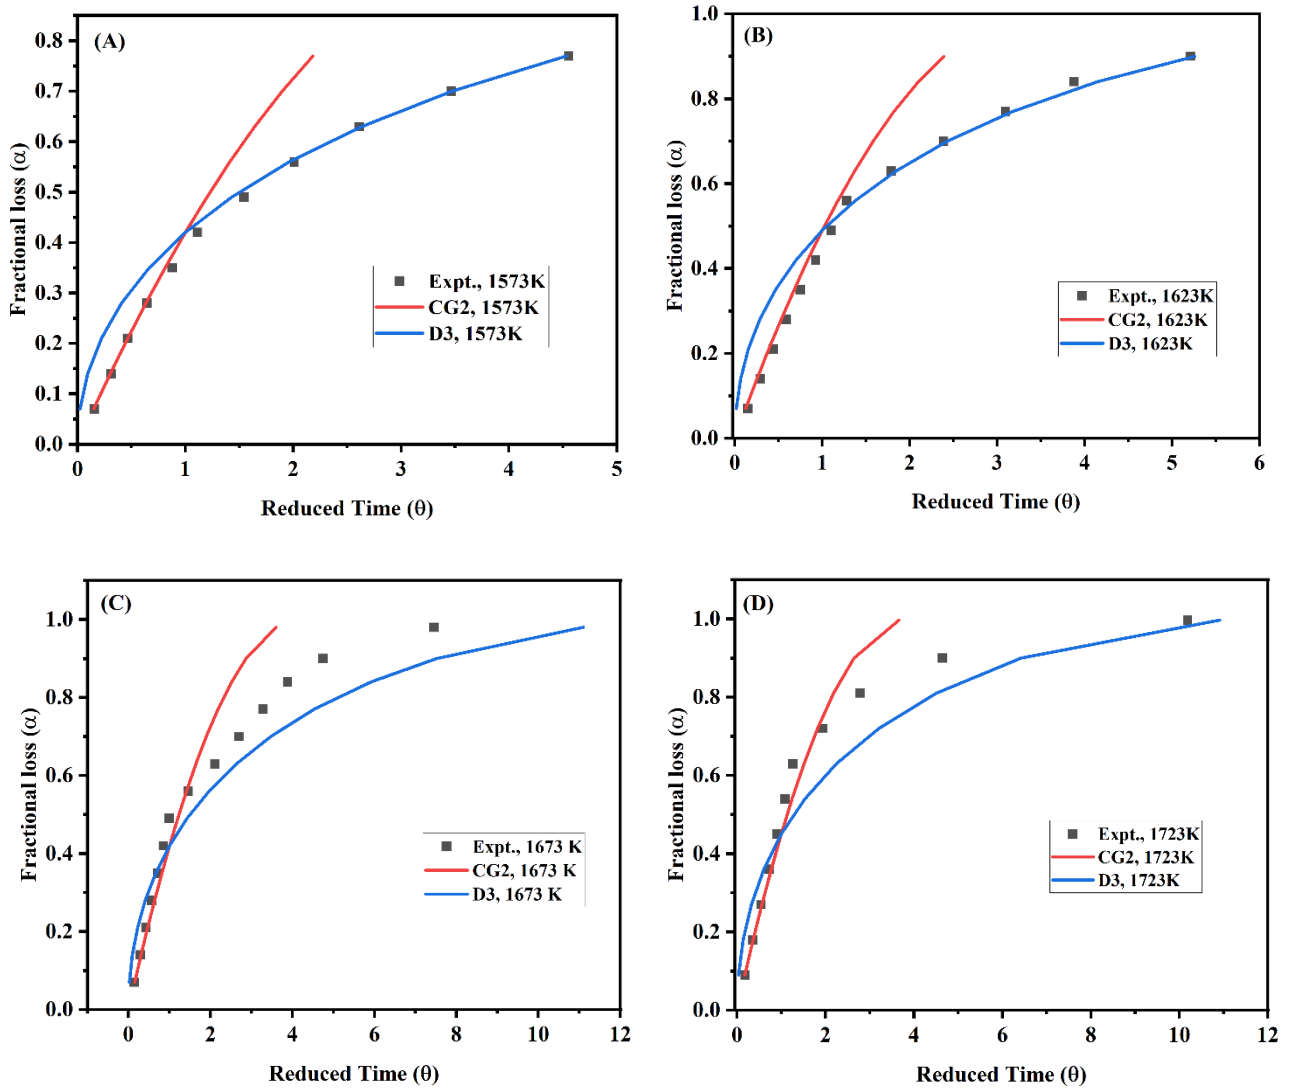 (A)
0.8
0.7
0.6
0.5
0.4
0.3
0.2
0.1
0.0
Fractional loss (α)
Expt., 1573K
CG2, 1573K
D3, 1573K
0 1 2 3 4 5
Reduced Time (θ)
(B)
1.0
0.8
0.6
0.4
0.2
0.0
Fractional loss (α)
Expt., 1623K
CG2, 1623K
D3, 1623K
0 1 2 3 4 5 6
Reduced Time (θ)
(C)
1.0
0.8
0.6
0.4
0.2
0.0
Fractional loss (α)
Expt., 1673 K
CG2, 1673 K
D3, 1673 K
0 2 4 6 8 10 12
Reduced Time (θ)
(D)
1.0
0.8
0.6
0.4
0.2
0.0
Fractional loss (α)
Expt., 1723K
CG2, 1723K
D3, 1723K
0 2 4 6 8 10 12
Reduced Time (θ)